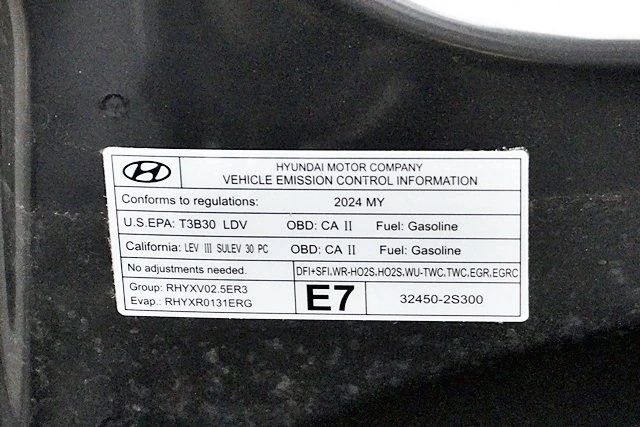 HYUNDAI MOTOR COMPANY
VEHICLE EMISSION CONTROL INFORMATION
Conforms to regulations: 2024 MY
U.S.EPA: T3B30 LDV OBD: CA II Fuel: Gasoline
California: LEV III SULEV 30 PC OBD: CA II Fuel: Gasoline
No adjustments needed. DFI+SFI.WR-HO2S.HO2S.WU-TWC.TWC.EGR.EGRC
Group: RHYXV02.5ER3
Evap.: RHYXR0131ERG
E7 32450-2S300